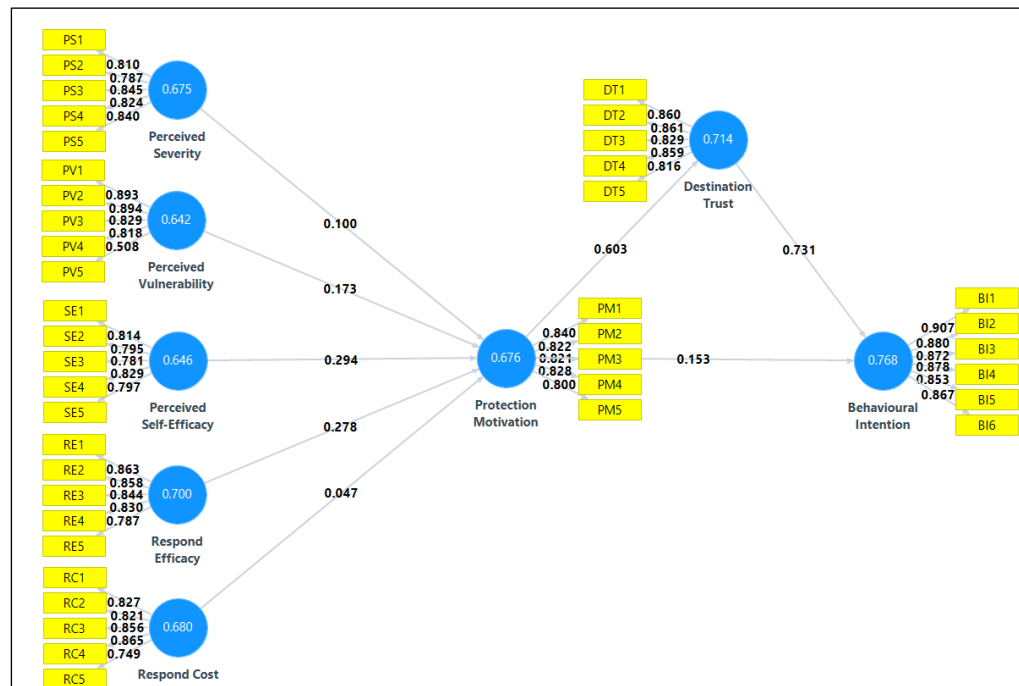 PS1
PS2
PS3
PS4
PS5
0.810
0.787
0.845
0.824
0.840
0.675
Perceived
Severity
PV1
PV2
PV3
PV4
PV5
0.893
0.894
0.829
0.818
0.508
0.642
Perceived
Vulnerability
SE1
SE2
SE3
SE4
SE5
0.814
0.795
0.781
0.829
0.797
0.646
Perceived
Self-Efficacy
RE1
RE2
RE3
RE4
RE5
0.863
0.858
0.844
0.830
0.787
0.700
Respond
Efficacy
RC1
RC2
RC3
RC4
RC5
0.827
0.821
0.856
0.865
0.749
0.680
Respond Cost
0.100
0.173
0.294
0.278
0.047
0.676
Protection
Motivation
0.840
0.822
0.821
0.828
0.800
PM1
PM2
PM3
PM4
PM5
0.603
0.153
DT1
DT2
DT3
DT4
DT5
0.860
0.861
0.829
0.859
0.816
0.714
Destination
Trust
0.731
0.768
Behavioural
Intention
0.907
0.880
0.872
0.878
0.853
0.867
BI1
BI2
BI3
BI4
BI5
BI6